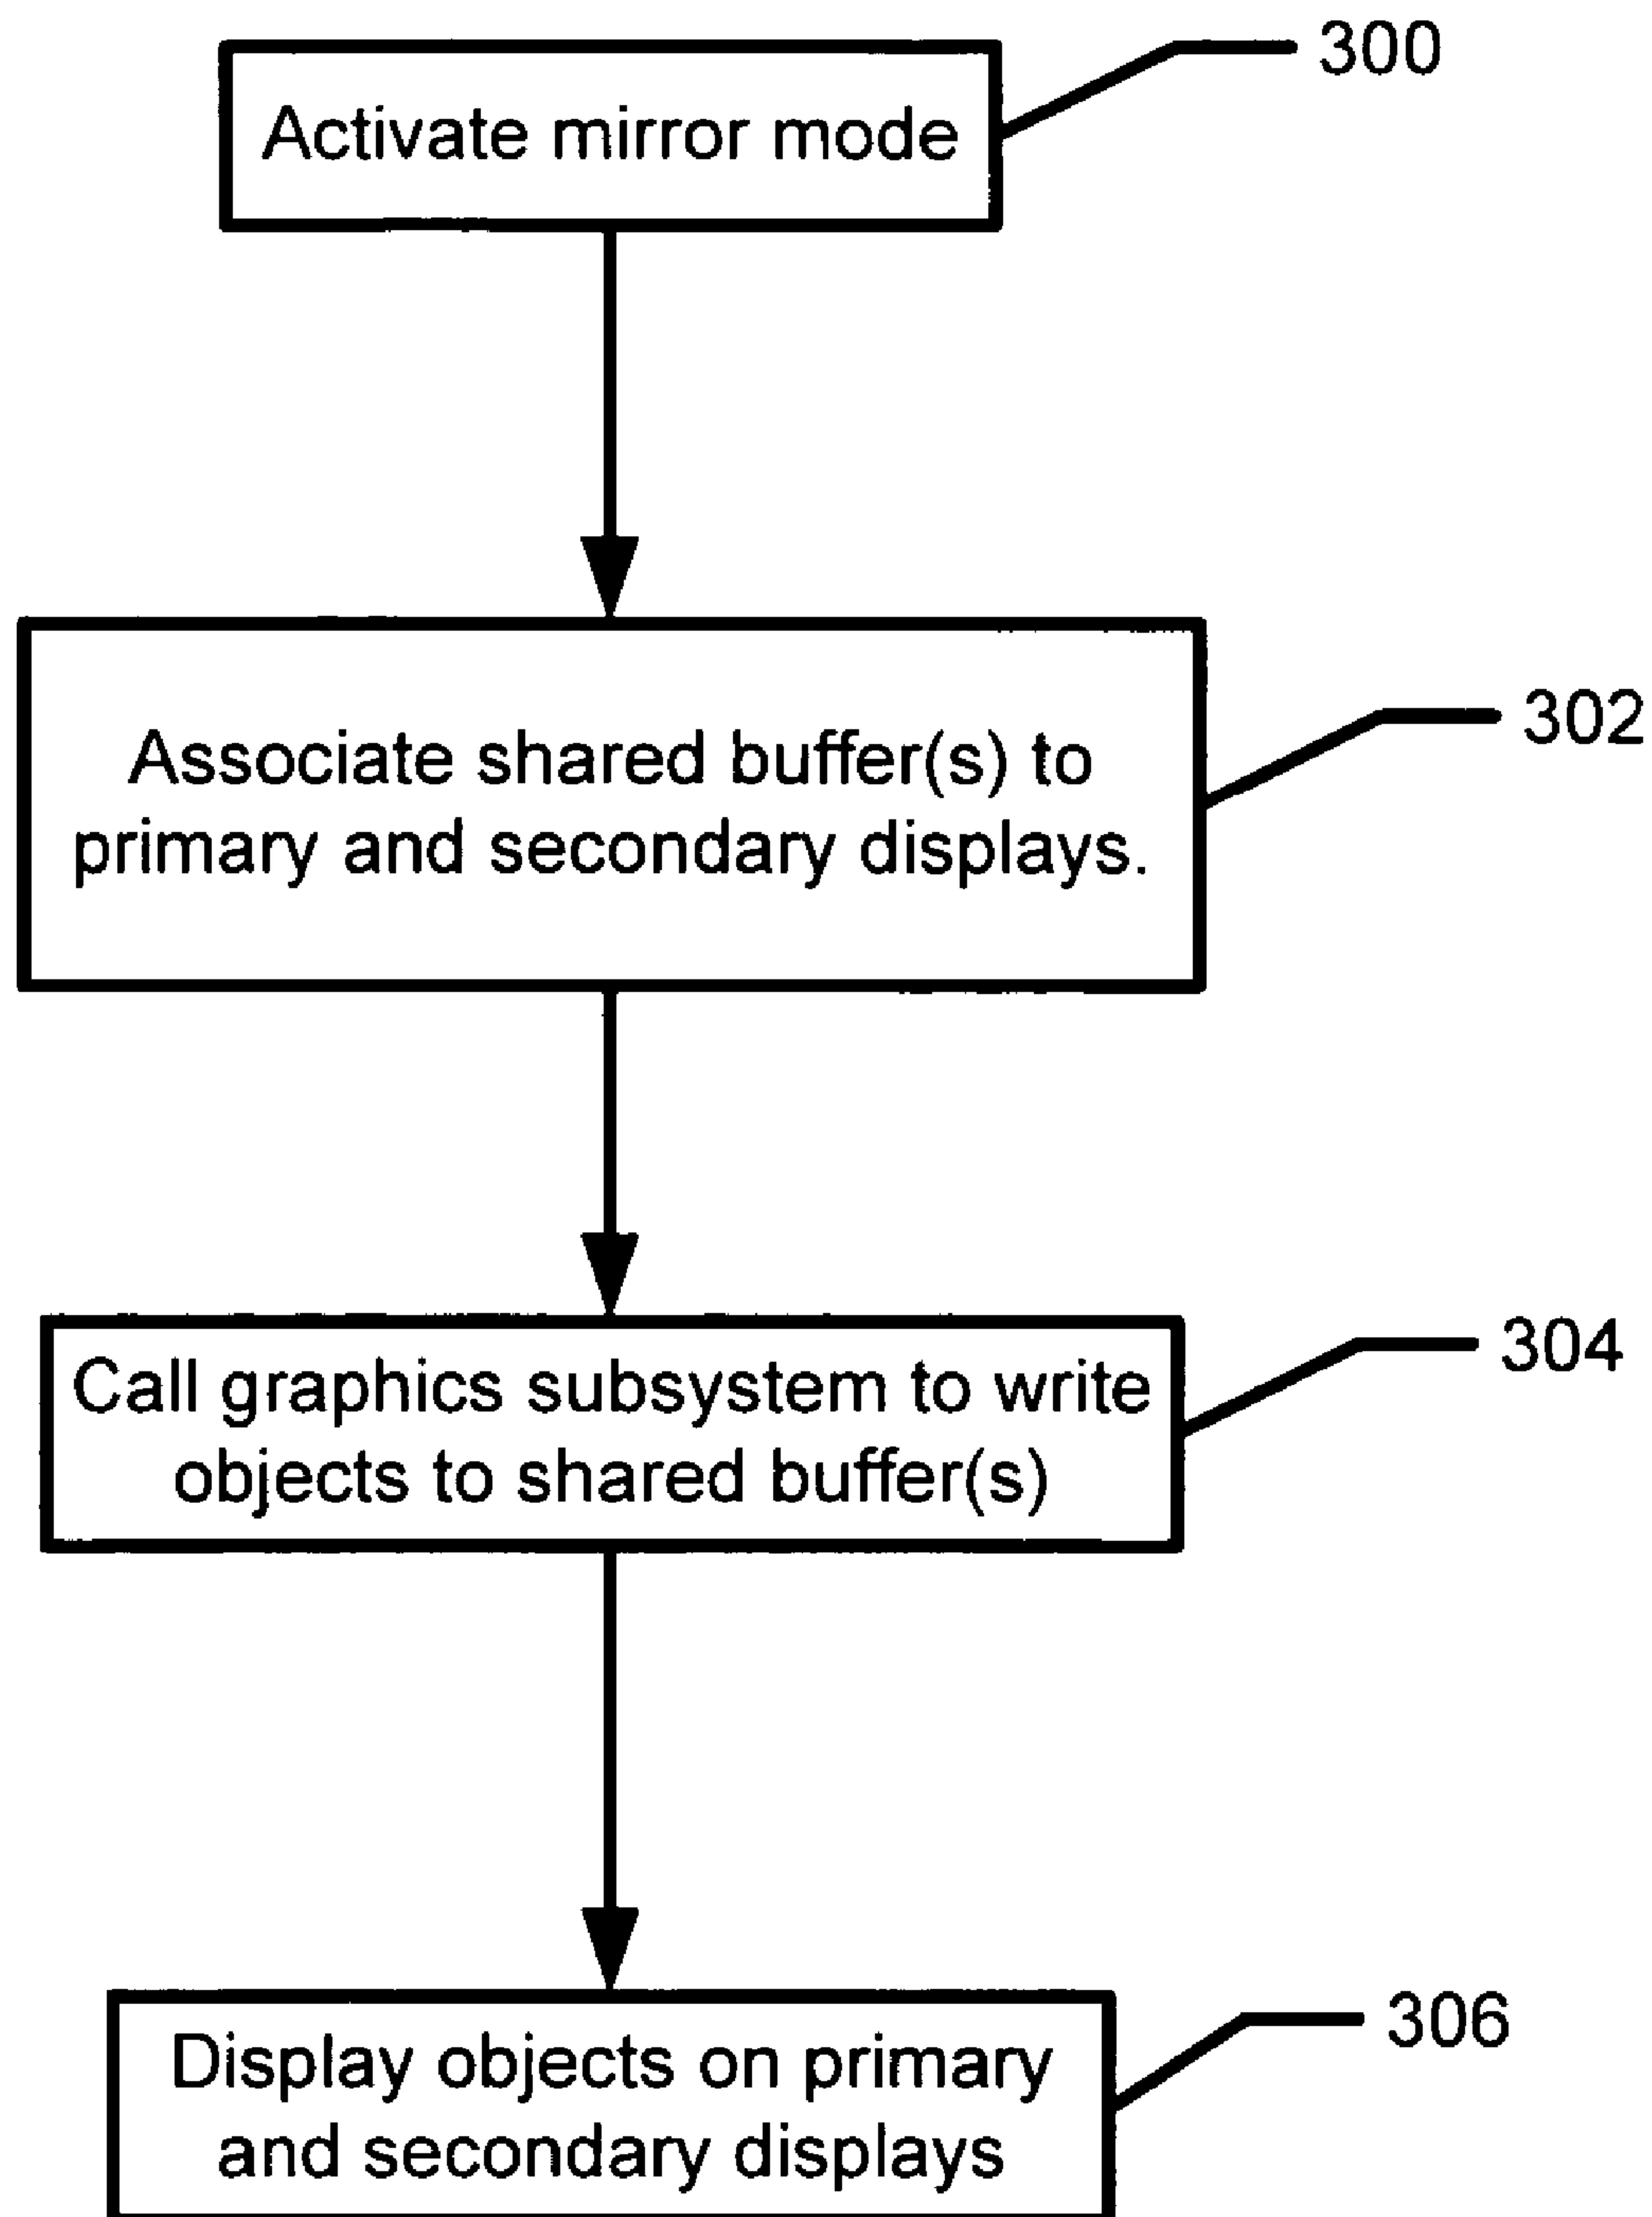 300
Activate mirror mode
302
Associate shared buffer(s) to
primary and secondary displays.
304
Call graphics subsystem to write
objects to shared buffer(s)
306
Display objects on primary
and secondary displays